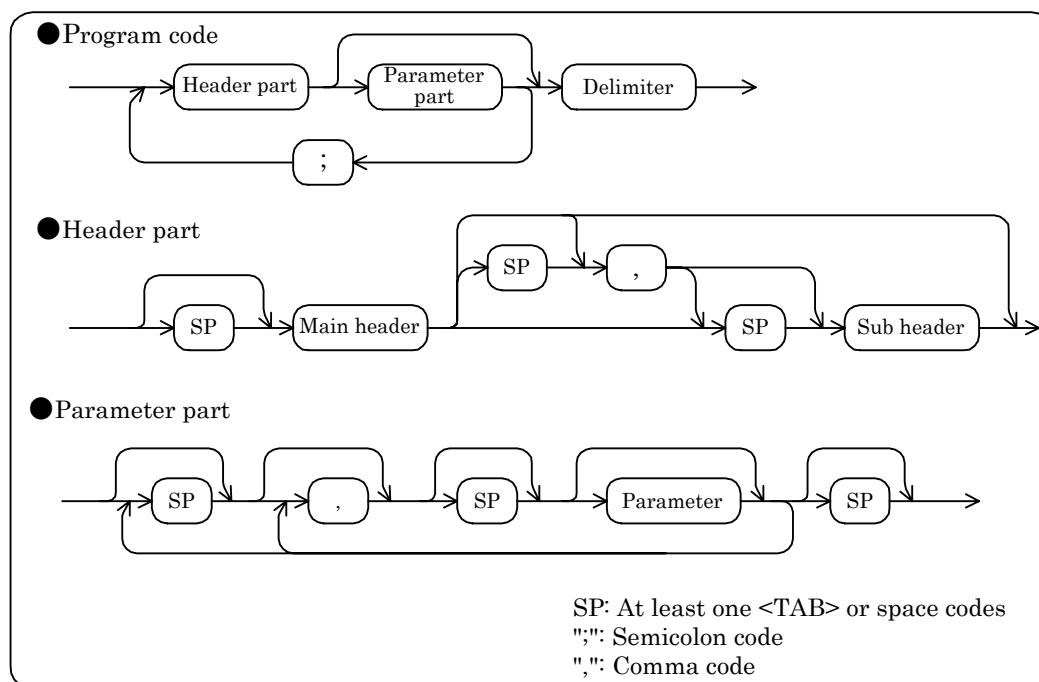 ●Program code
Header part
Parameter
part
Delimiter
;
●Header part
SP
,
SP
Main header
SP
Sub header
●Parameter part
SP
,
SP
Parameter
SP
SP: At least one <TAB> or space codes
";": Semicolon code
",": Comma code